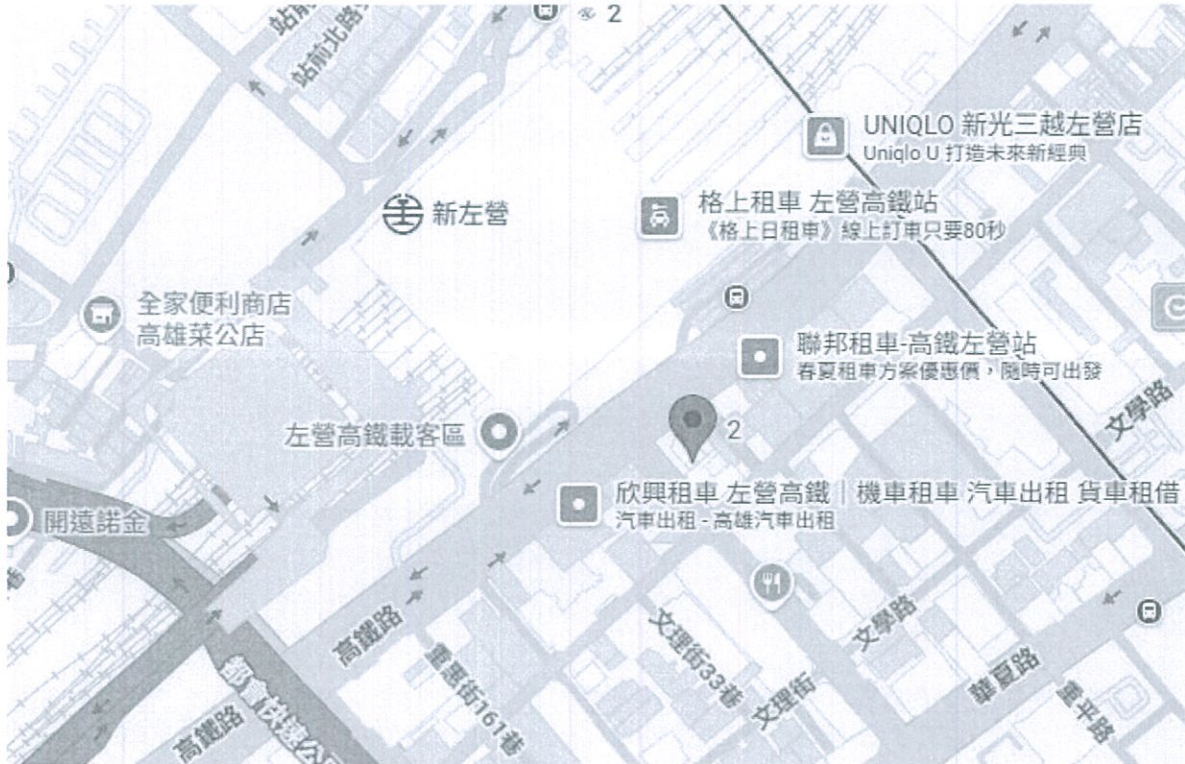 站前北路
2
UNIQLO 新光三越左營店
Uniqlo U 打造未來新經典
格上租車 左營高鐵站
《格上日租車》線上訂車只要80秒
新左營
全家便利商店
高雄菜公店
聯邦租車-高鐵左營站
春夏租車方案優惠價，隨時可出發
文學路
左營高鐵載客區
2
欣興租車 左營高鐵｜機車租車 汽車出租 貨車租借
汽車出租 - 高雄汽車出租
開遠諾金
高鐵路
重惠街161巷
文理街33巷
文理街
文學路
華夏路
重平路
高鐵路
都會快速公